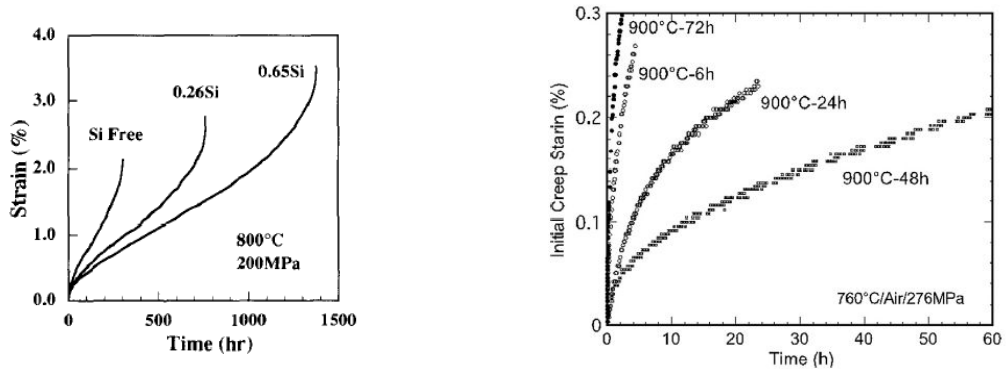 4.0
3.0
2.0
1.0
0.0
Strain (%)
0
500
1000
1500
Time (hr)
Si Free
0.26Si
0.65Si
800°C
200MPa
0.3
0.2
0.1
0
Initial Creep Starin (%)
0
10
20
30
40
50
60
Time (h)
900°C-72h
900°C-6h
900°C-24h
900°C-48h
760°C/Air/276MPa